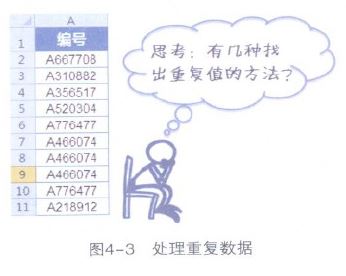 A
1 编号
2 A667708
3 A310882
4 A356517
5 A520304
6 A776477
7 A466074
8 A466074
9 A466074
10 A776477
11 A218912
思考：有几种找
出重复值的方法？
图4-3 处理重复数据